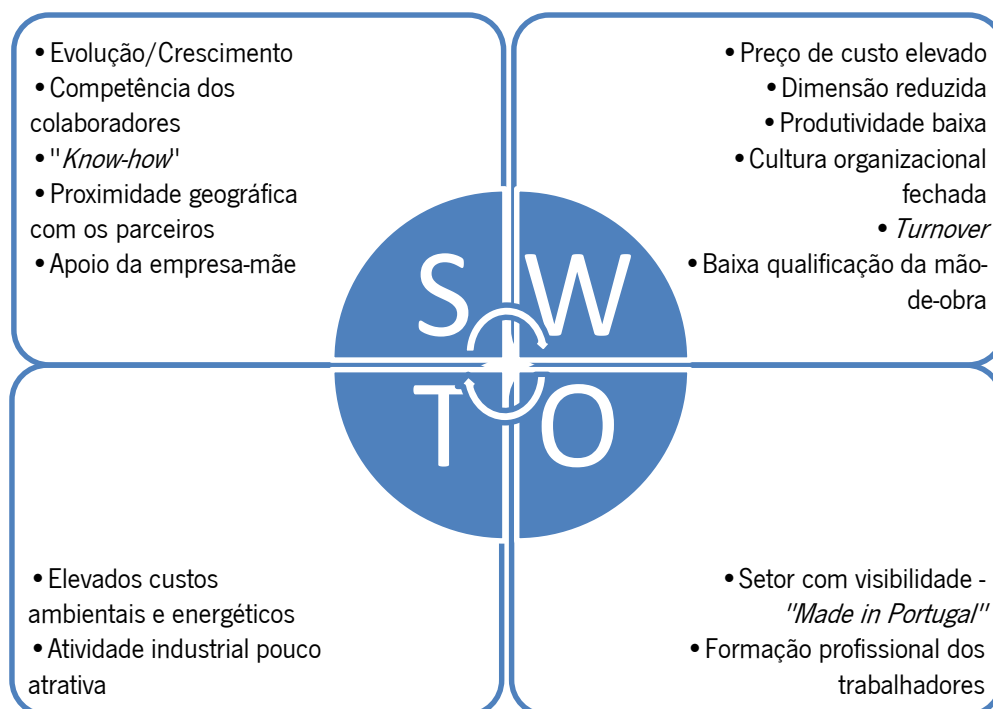 • Evolução/Crescimento
• Competência dos
colaboradores
• "Know-how"
• Proximidade geográfica
com os parceiros
• Apoio da empresa-mãe
• Preço de custo elevado
• Dimensão reduzida
• Produtividade baixa
• Cultura organizacional
fechada
• Turnover
• Baixa qualificação da mão-
de-obra
S W
T O
• Elevados custos
ambientais e energéticos
• Atividade industrial pouco
atrativa
• Setor com visibilidade -
"Made in Portugal"
• Formação profissional dos
trabalhadores